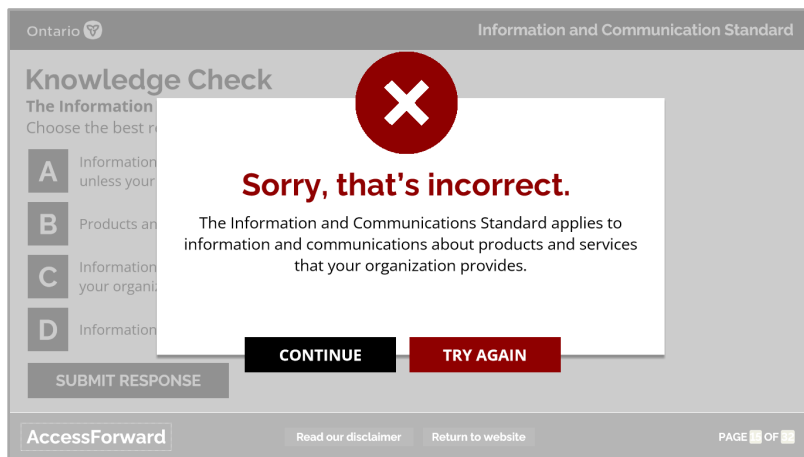 Ontario
Information and Communication Standard
Knowledge Check
The Information
Choose the best
A
Information
unless your
B
Products
C
Information
your
D
Information
SUBMIT RESPONSE
Sorry, that's incorrect.
The Information and Communications Standard applies to
information and communications about products and services
that your organization provides.
CONTINUE
TRY AGAIN
AccessForward
Read our disclaimer
Return to website
PAGE 15 OF 32